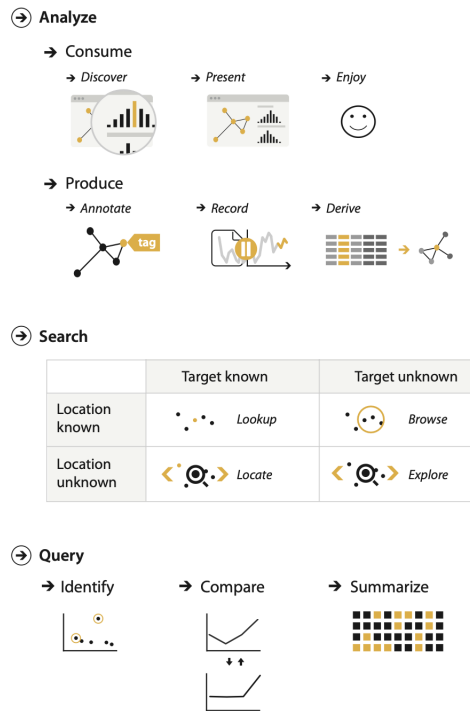 Analyze
Consume
Discover
Present
Enjoy
Produce
Annotate
Record
Derive
tag
Search
Target known
Target unknown
Location known
Lookup
Browse
Location unknown
Locate
Explore
Query
Identify
Compare
Summarize